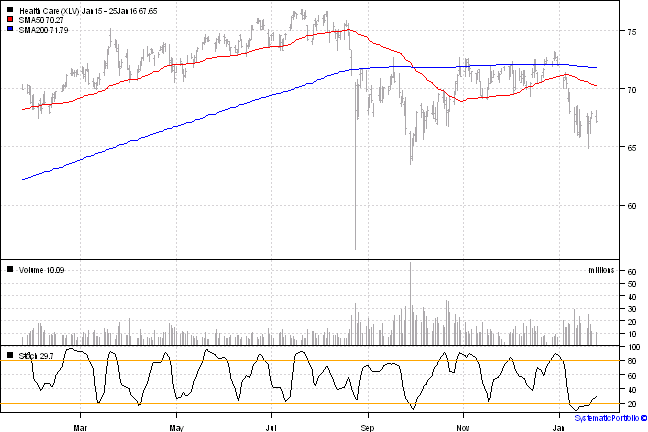 Health Care (XLV) Jan 15 - 25Jan16 67.65
SMA50 70.27
SMA200 71.79
75
70
65
60
Volume 10.09
millions
60
50
40
30
20
10
Stoch 29.7
100
80
60
40
20
Mar
May
Jul
Sep
Nov
Jan
SystematicPortfolio ©